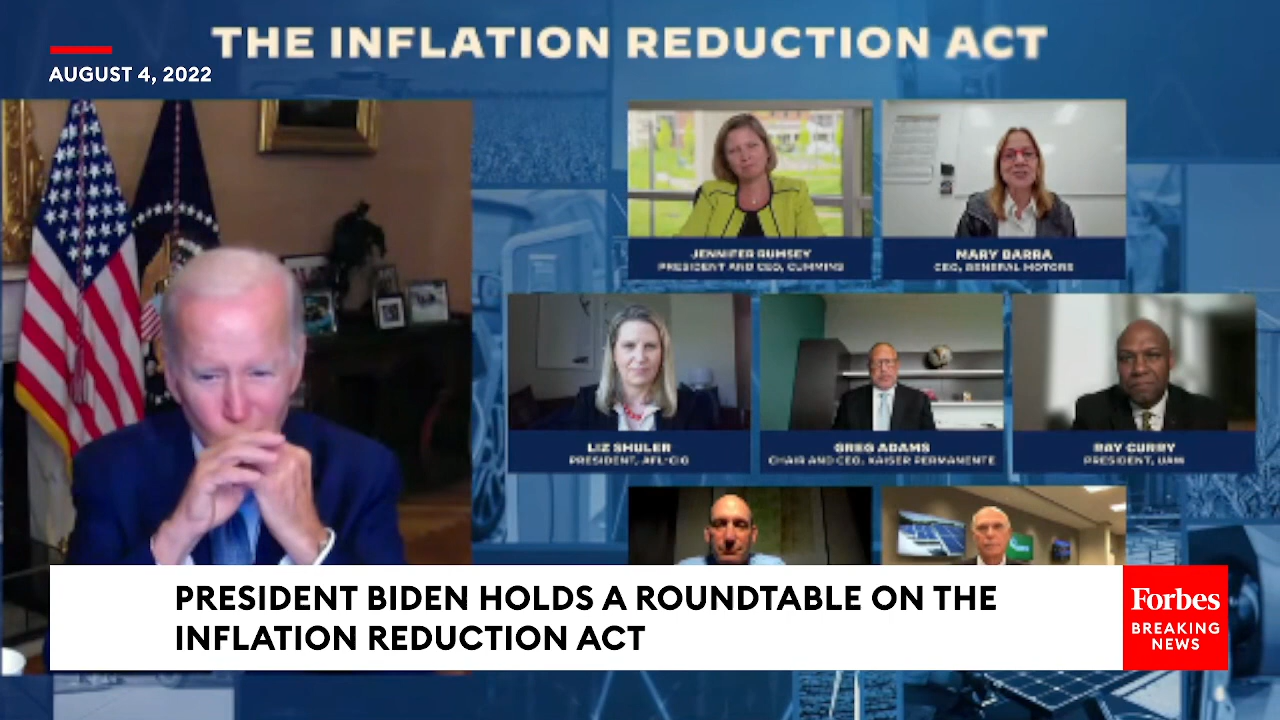 THE INFLATION REDUCTION ACT
AUGUST 4, 2022
JENNIFER RUMSEY
PRESIDENT AND CEO, CUMMINS
MARY BARRA
CEO, GENERAL MOTORS
LIZ SHULER
PRESIDENT, AFL-CIO
GREG ADAMS
CHAIR AND CEO, KAISER PERMANENTE
RAY CURRY
PRESIDENT, UAW
PRESIDENT BIDEN HOLDS A ROUNDTABLE ON THE
INFLATION REDUCTION ACT
Forbes
BREAKING
NEWS